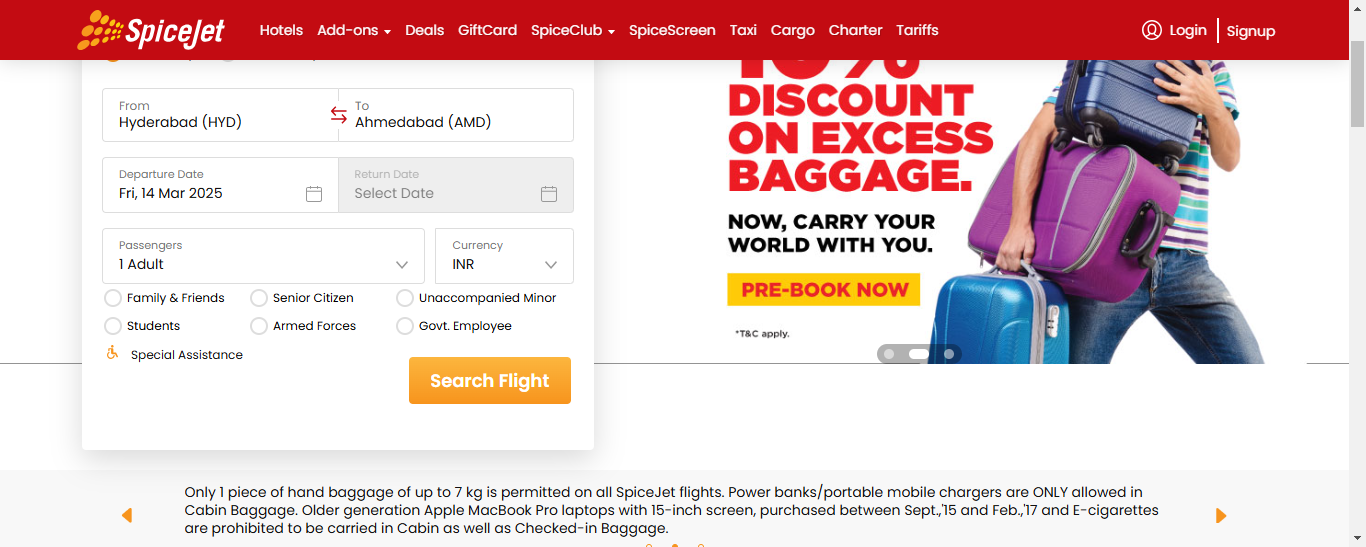 SpiceJet
Hotels Add-ons Deals GiftCard SpiceClub SpiceScreen Taxi Cargo Charter Tariffs
Login Signup
From
Hyderabad (HYD)
To
Ahmedabad (AMD)
Departure Date
Fri, 14 Mar 2025
Return Date
Select Date
Passengers
1 Adult
Currency
INR
Family & Friends
Senior Citizen
Unaccompanied Minor
Students
Armed Forces
Govt. Employee
Special Assistance
Search Flight
DISCOUNT
ON EXCESS
BAGGAGE.
NOW, CARRY YOUR
WORLD WITH YOU.
PRE-BOOK NOW
*T&C apply.
Only 1 piece of hand baggage of up to 7 kg is permitted on all SpiceJet flights. Power banks/portable mobile chargers are ONLY allowed in
Cabin Baggage. Older generation Apple MacBook Pro laptops with 15-inch screen, purchased between Sept.,'15 and Feb.,'17 and E-cigarettes
are prohibited to be carried in Cabin as well as Checked-in Baggage.